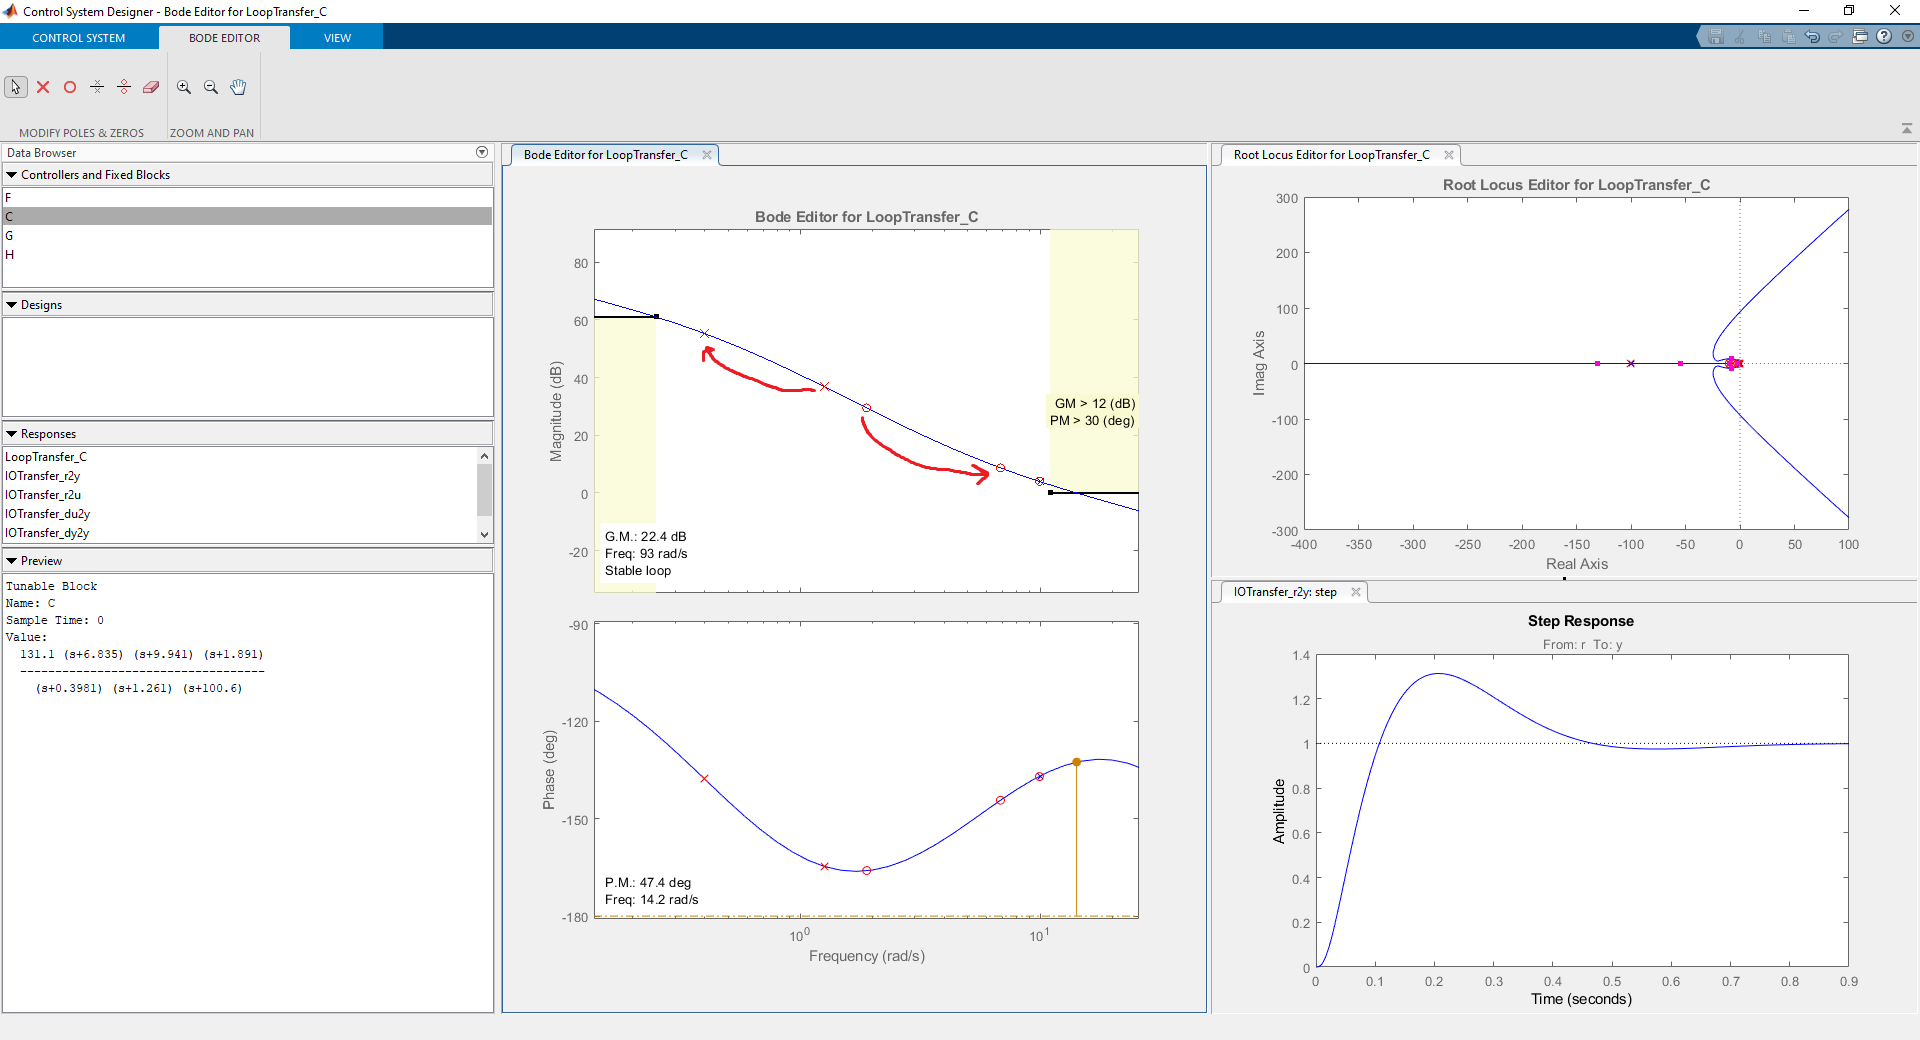 Control System Designer - Bode Editor for LoopTransfer_C
CONTROL SYSTEM
BODE EDITOR
VIEW
MODIFY POLES & ZEROS
ZOOM AND PAN
Data Browser
Controllers and Fixed Blocks
F
C
G
H
Designs
Responses
LoopTransfer_C
IOTransfer_r2y
IOTransfer_r2u
IOTransfer_du2y
IOTransfer_dy2y
Preview
Tunable Block
Name: C
Sample Time: 0
Value:
131.1 (s+6.835) (s+9.941) (s+1.891)
-----------------------------------
(s+0.3981) (s+1.261) (s+100.6)
Bode Editor for LoopTransfer_C
Bode Editor for LoopTransfer_C
80
60
40
20
0
-20
Magnitude (dB)
GM > 12 (dB)
PM > 30 (deg)
G.M.: 22.4 dB
Freq: 93 rad/s
Stable loop
-90
-120
-150
-180
Phase (deg)
P.M.: 47.4 deg
Freq: 14.2 rad/s
10^0
10^1
Frequency (rad/s)
Root Locus Editor for LoopTransfer_C
Root Locus Editor for LoopTransfer_C
300
200
100
0
-100
-200
-300
Imag Axis
-400
-350
-300
-250
-200
-150
-100
-50
0
50
100
Real Axis
IOTransfer_r2y: step
Step Response
From: r To: y
1.4
1.2
1
0.8
0.6
0.4
0.2
0
Amplitude
0
0.1
0.2
0.3
0.4
0.5
0.6
0.7
0.8
0.9
Time (seconds)